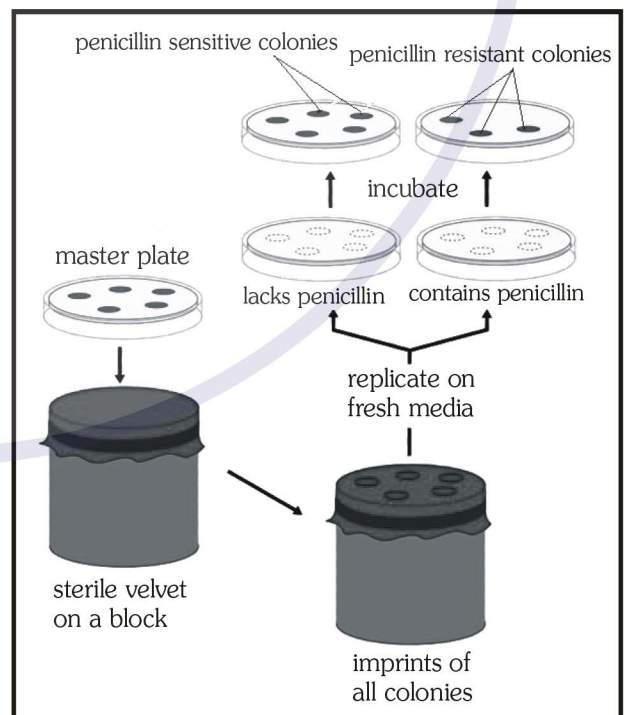 penicillin sensitive colonies
penicillin resistant colonies
incubate
master plate
lacks penicillin
contains penicillin
replicate on
fresh media
sterile velvet
on a block
imprints of
all colonies